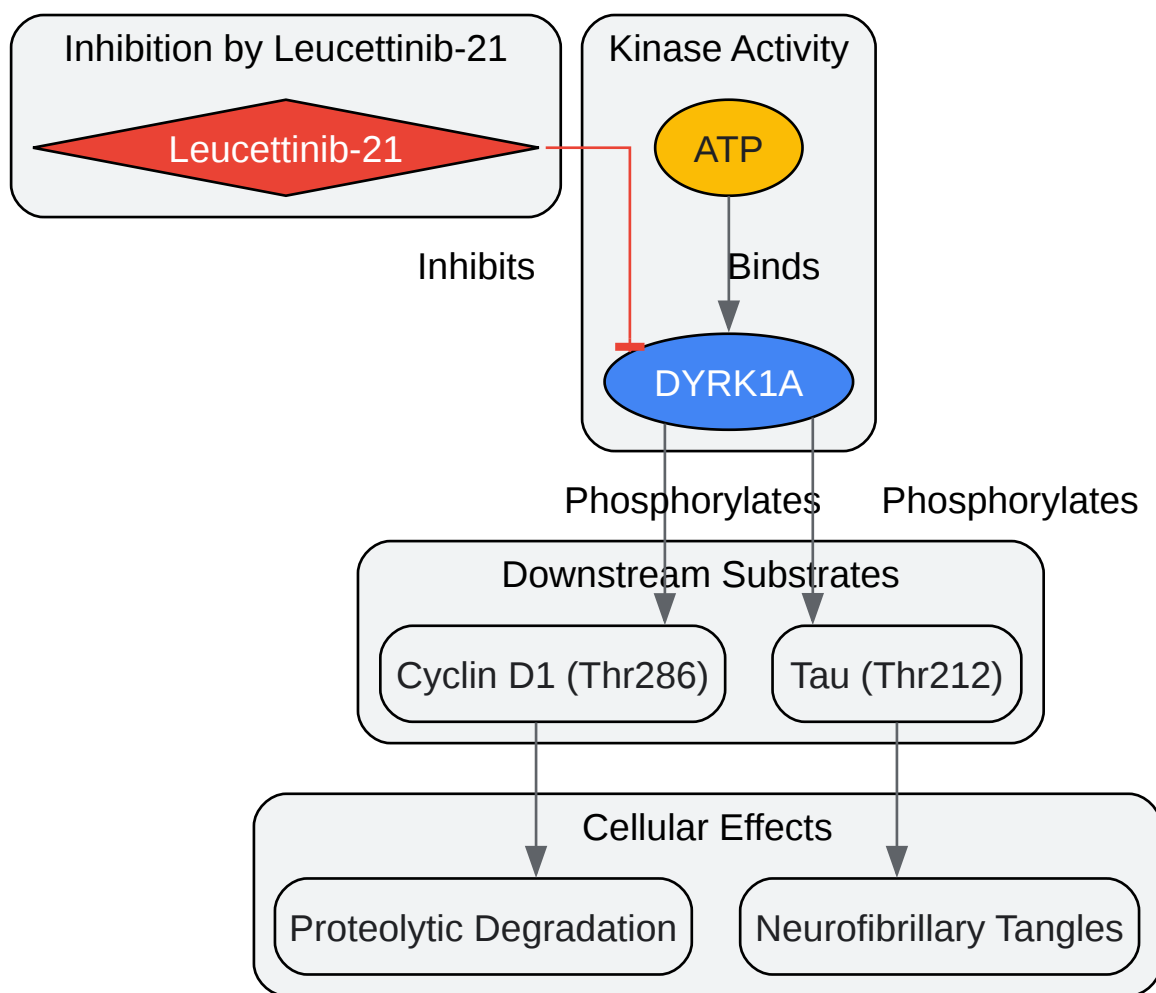 Inhibition by Leucettinib-21
Kinase Activity
Leucettinib-21
ATP
Inhibits
Binds
DYRK1A
Phosphorylates
Phosphorylates
Downstream Substrates
Cyclin D1 (Thr286)
Tau (Thr212)
Cellular Effects
Proteolytic Degradation
Neurofibrillary Tangles